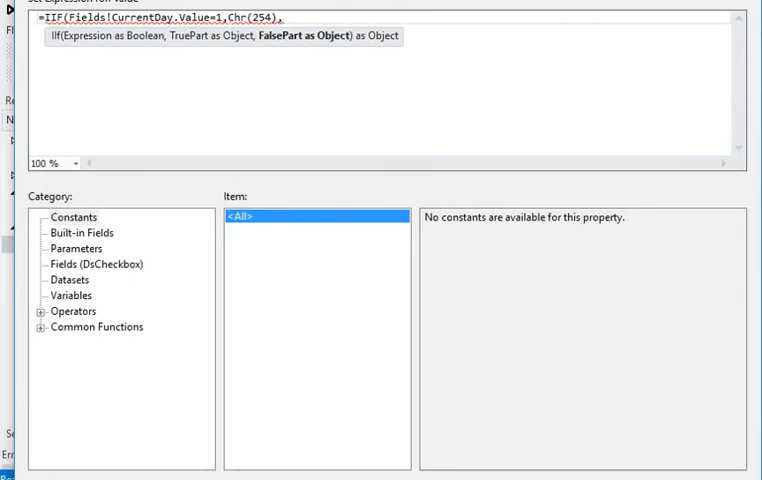 Set expression for: Value
=IIF(Fields!CurrentDay.Value=1,Chr(254),
IIf(Expression as Boolean, TruePart as Object, FalsePart as Object) as Object
100 %
Category:
Item:
Constants
Built-in Fields
Parameters
Fields (DsCheckbox)
Datasets
Variables
Operators
Common Functions
<All>
No constants are available for this property.